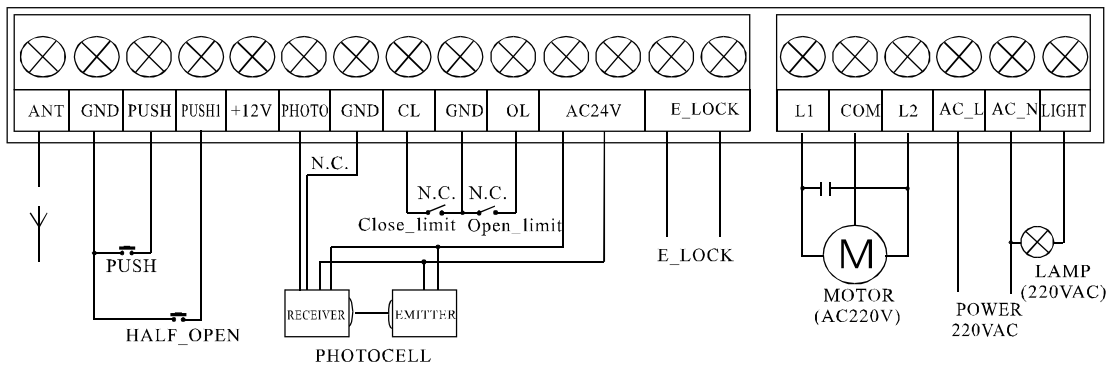 ANT GND PUSH PUSH1 +12V PHOTO GND CL GND OL AC24V E_LOCK L1 COM L2 AC_L AC_N LIGHT
N.C.
N.C. N.C.
Close_limit Open_limit
E_LOCK
PUSH
M
LAMP
(220VAC)
MOTOR
(AC220V)
POWER
220VAC
RECEIVER EMITTER
HALF_OPEN
PHOTOCELL